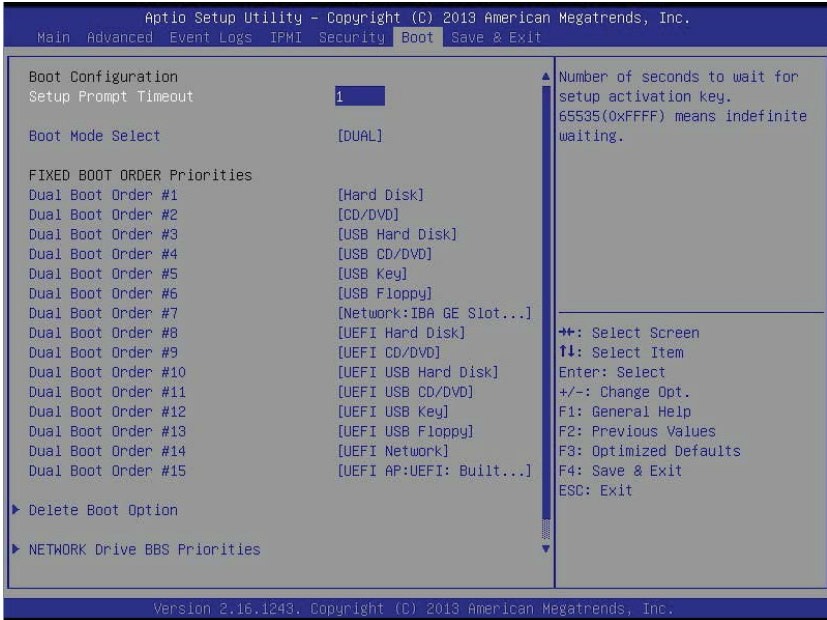 Aptio Setup Utility – Copyright (C) 2013 American Megatrends, Inc.
Main Advanced Event Logs IPMI Security Boot Save & Exit
Boot Configuration
Setup Prompt Timeout 1
Boot Mode Select [DUAL]
FIXED BOOT ORDER Priorities
Dual Boot Order #1 [Hard Disk]
Dual Boot Order #2 [CD/DVD]
Dual Boot Order #3 [USB Hard Disk]
Dual Boot Order #4 [USB CD/DVD]
Dual Boot Order #5 [USB Key]
Dual Boot Order #6 [USB Floppy]
Dual Boot Order #7 [Network:IBA GE Slot...]
Dual Boot Order #8 [UEFI Hard Disk]
Dual Boot Order #9 [UEFI CD/DVD]
Dual Boot Order #10 [UEFI USB Hard Disk]
Dual Boot Order #11 [UEFI USB CD/DVD]
Dual Boot Order #12 [UEFI USB Key]
Dual Boot Order #13 [UEFI USB Floppy]
Dual Boot Order #14 [UEFI Network]
Dual Boot Order #15 [UEFI AP:UEFI: Built...]
▶ Delete Boot Option
▶ NETWORK Drive BBS Priorities
Number of seconds to wait for
setup activation key.
65535(0xFFFF) means indefinite
waiting.
→←: Select Screen
↑↓: Select Item
Enter: Select
+/-: Change Opt.
F1: General Help
F2: Previous Values
F3: Optimized Defaults
F4: Save & Exit
ESC: Exit
Version 2.16.1243. Copyright (C) 2013 American Megatrends, Inc.